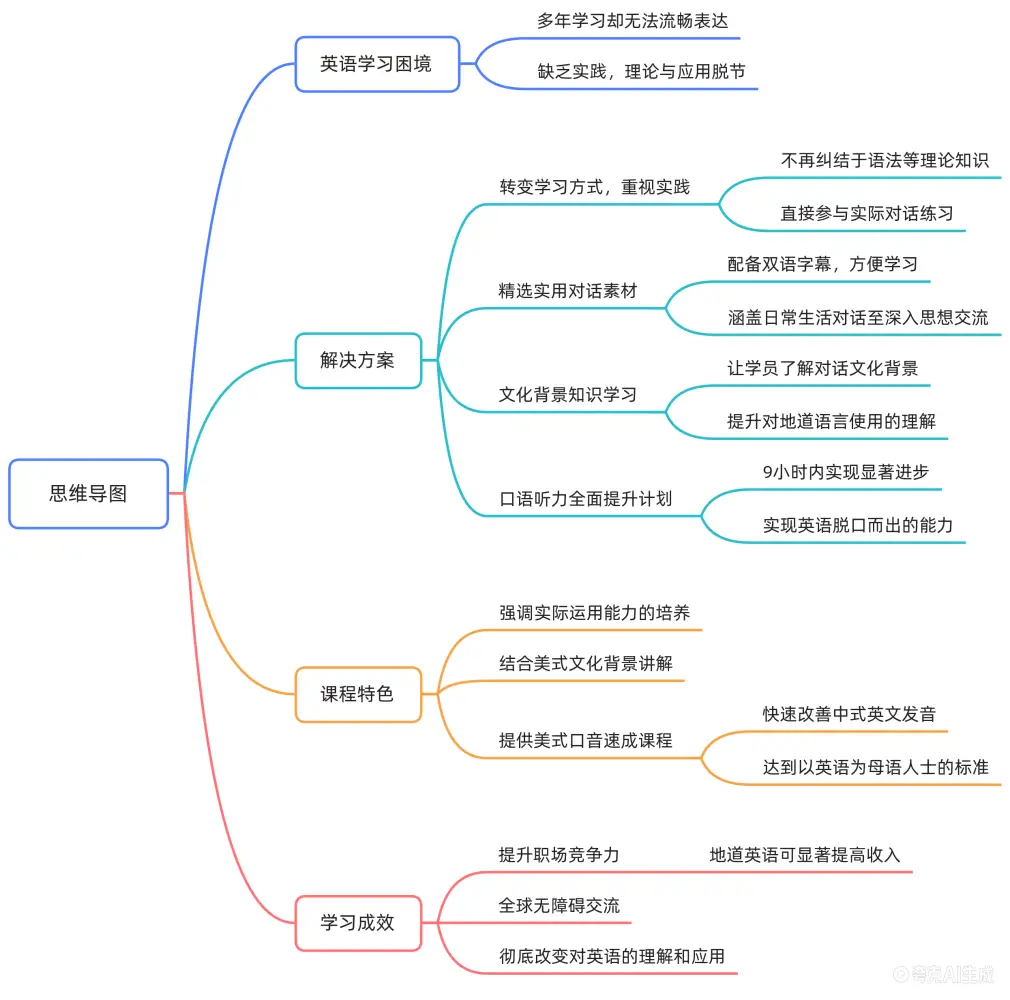 思维导图
英语学习困境
多年学习却无法流畅表达
缺乏实践，理论与应用脱节
解决方案
转变学习方式，重视实践
不再纠结于语法等理论知识
直接参与实际对话练习
精选实用对话素材
配备双语字幕，方便学习
涵盖日常生活对话至深入思想交流
文化背景知识学习
让学员了解对话文化背景
提升对地道语言使用的理解
口语听力全面提升计划
9小时内实现显著进步
实现英语脱口而出的能力
课程特色
强调实际运用能力的培养
结合美式文化背景讲解
提供美式口音速成课程
快速改善中式英文发音
达到以英语为母语人士的标准
学习成效
提升职场竞争力
地道英语可显著提高收入
全球无障碍交流
彻底改变对英语的理解和应用
夸克AI生成